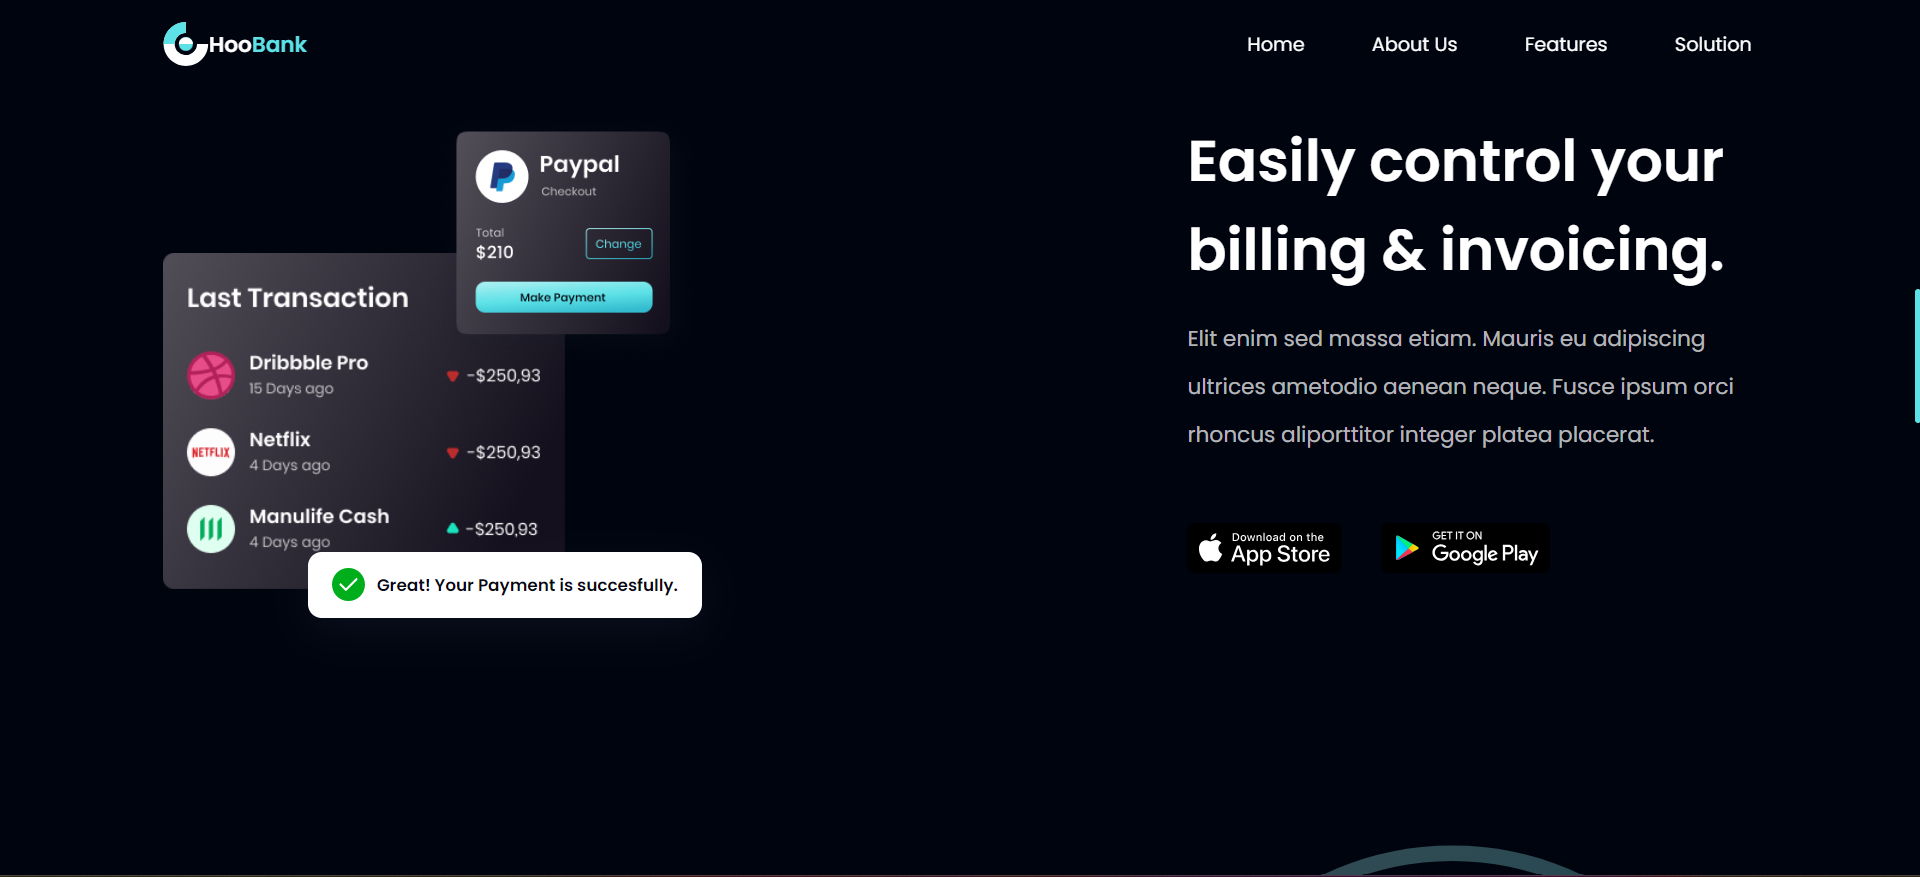 HooBank
Home
About Us
Features
Solution
Paypal
Checkout
Total
$210
Change
Make Payment
Last Transaction
Dribbble Pro
15 Days ago
-$250,93
NETFLIX
Netflix
4 Days ago
-$250,93
Manulife Cash
4 Days ago
-$250,93
Great! Your Payment is succesfully.
Easily control your
billing & invoicing.
Elit enim sed massa etiam. Mauris eu adipiscing
ultrices ametodio aenean neque. Fusce ipsum orci
rhoncus aliporttitor integer platea placerat.
Download on the
App Store
GET IT ON
Google Play